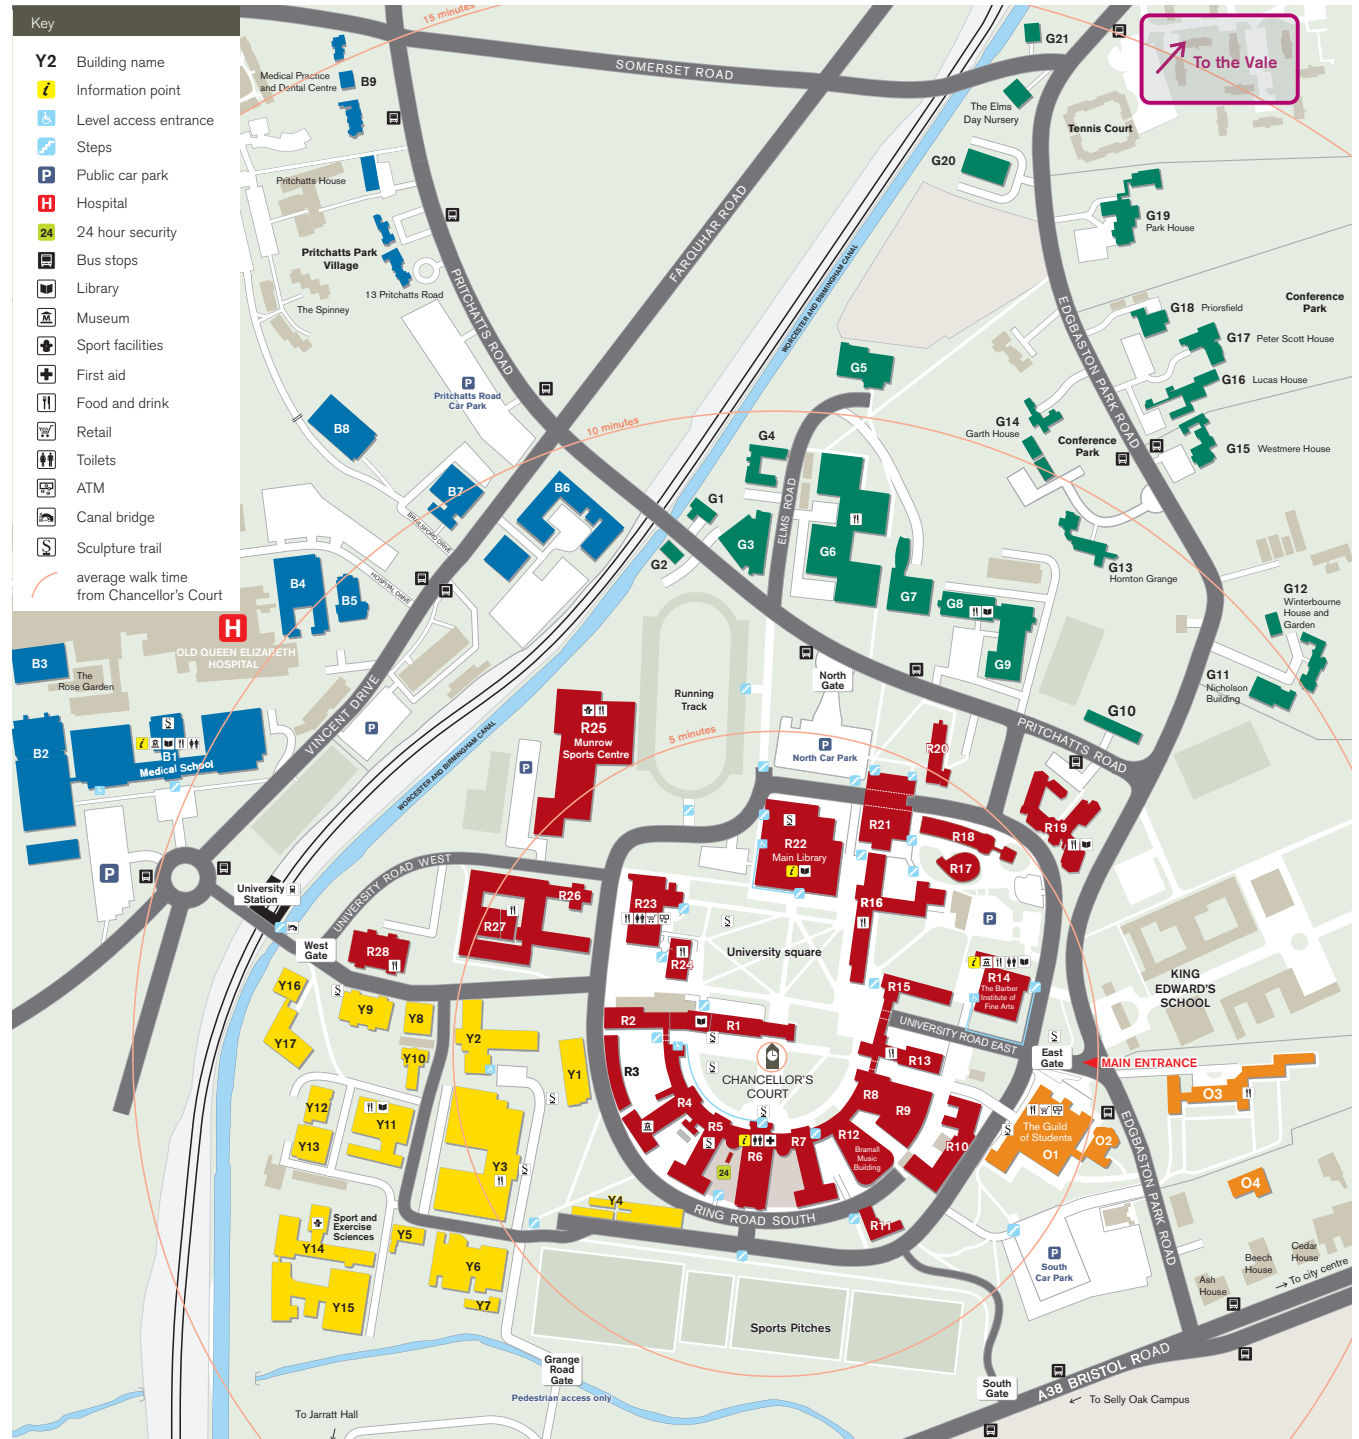 Key
Y2 Building name
i Information point
Level access entrance
Steps
P Public car park
H Hospital
24 24 hour security
Bus stops
Library
Museum
Sport facilities
First aid
Food and drink
Retail
Toilets
ATM
Canal bridge
Sculpture trail
average walk time
from Chancellor's Court
15 minutes
SOMERSET ROAD
G21
To the Vale
Medical Practice
and Dental Centre
B9
The Elms
Day Nursery
Tennis Court
G20
Pritchatts House
G19
Park House
Pritchatts Park
Village
13 Pritchatts Road
The Spinney
PRITCHATTS ROAD
FARQUHAR ROAD
WORCESTER AND BIRMINGHAM CANAL
EDGBASTON PARK ROAD
Conference
Park
G18 Priorsfield
G17 Peter Scott House
G16 Lucas House
G15 Westmere House
G14
Garth House
Conference
Park
G5
P
Pritchatts Road
Car Park
10 minutes
B8
B7
B6
BRAILSFORD DRIVE
HOSPITAL DRIVE
G4
G1
G3
G2
ELMS ROAD
G6
G7
G8
G9
G13
Hornton Grange
G12
Winterbourne
House and
Garden
G11
Nicholson
Building
G10
B4
B5
H
OLD QUEEN ELIZABETH
HOSPITAL
B3
The
Rose Garden
B2
B1
Medical School
i
VINCENT DRIVE
P
WORCESTER AND BIRMINGHAM CANAL
R25
Munrow
Sports Centre
P
Running
Track
5 minutes
North
Gate
P
North Car Park
PRITCHATTS ROAD
R20
R21
R18
R17
R19
R22
Main Library
i
R16
P
University
Station
P
UNIVERSITY ROAD WEST
West
Gate
R26
R27
R28
R23
R24
University square
P
R14
The Barber
Institute of
Fine Arts
i
R15
UNIVERSITY ROAD EAST
R13
KING
EDWARD'S
SCHOOL
East
Gate
MAIN ENTRANCE
R2
R1
R3
R4
R5
R6
R7
R8
R9
R10
R11
R12
Bramall
Music
Building
CHANCELLOR'S
COURT
i
24
RING ROAD SOUTH
Y16
Y17
Y9
Y8
Y10
Y2
Y1
Y12
Y13
Y11
Y3
Y4
Y5
Y6
Y7
Sport and
Exercise
Sciences
Y14
Y15
The Guild
of Students
O1
O2
O3
O4
EDGBASTON PARK ROAD
P
South
Car Park
Beech
House
Cedar
House
Ash
House
To city centre
Sports Pitches
Grange
Road
Gate
Pedestrian access only
South
Gate
A38 BRISTOL ROAD
To Selly Oak Campus
To Jarratt Hall